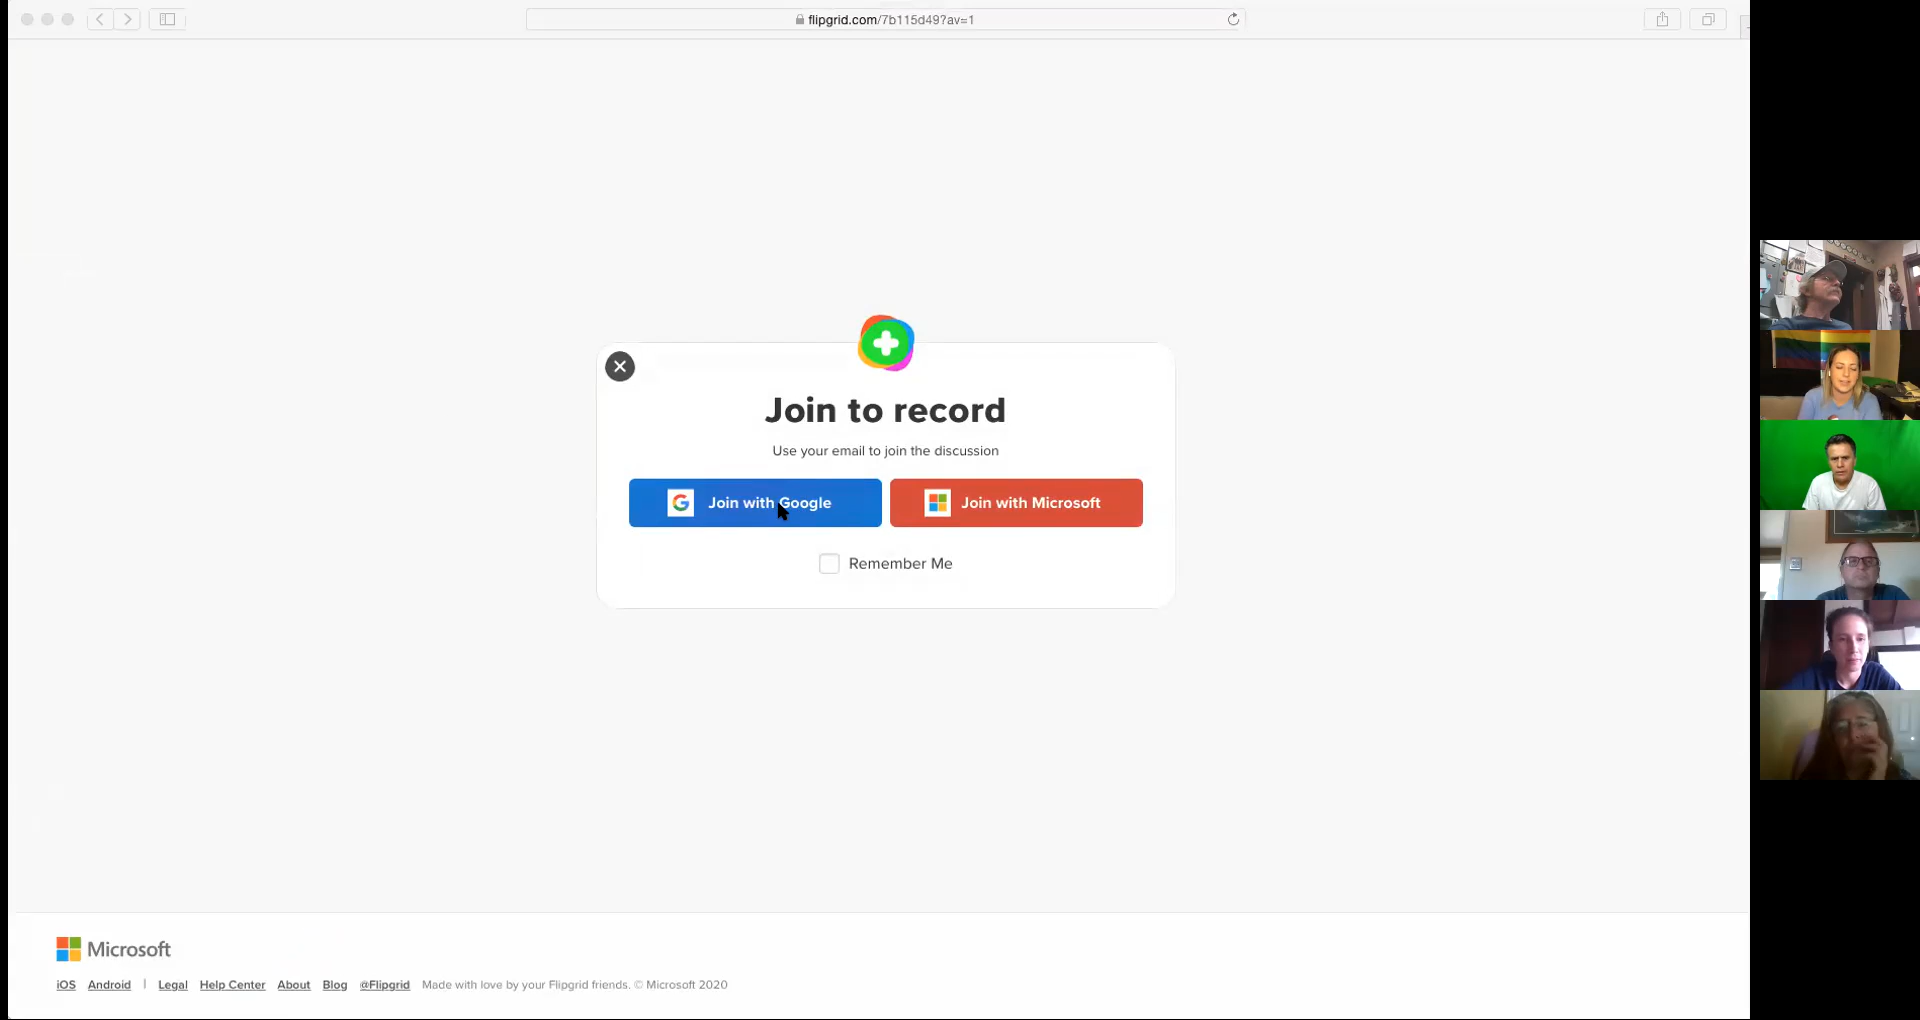 flipgrid.com/7b115d49?av=1
Join to record
Use your email to join the discussion
Join with Google
Join with Microsoft
Remember Me
Microsoft
iOS Android | Legal Help Center About Blog @Flipgrid Made with love by your Flipgrid friends. © Microsoft 2020